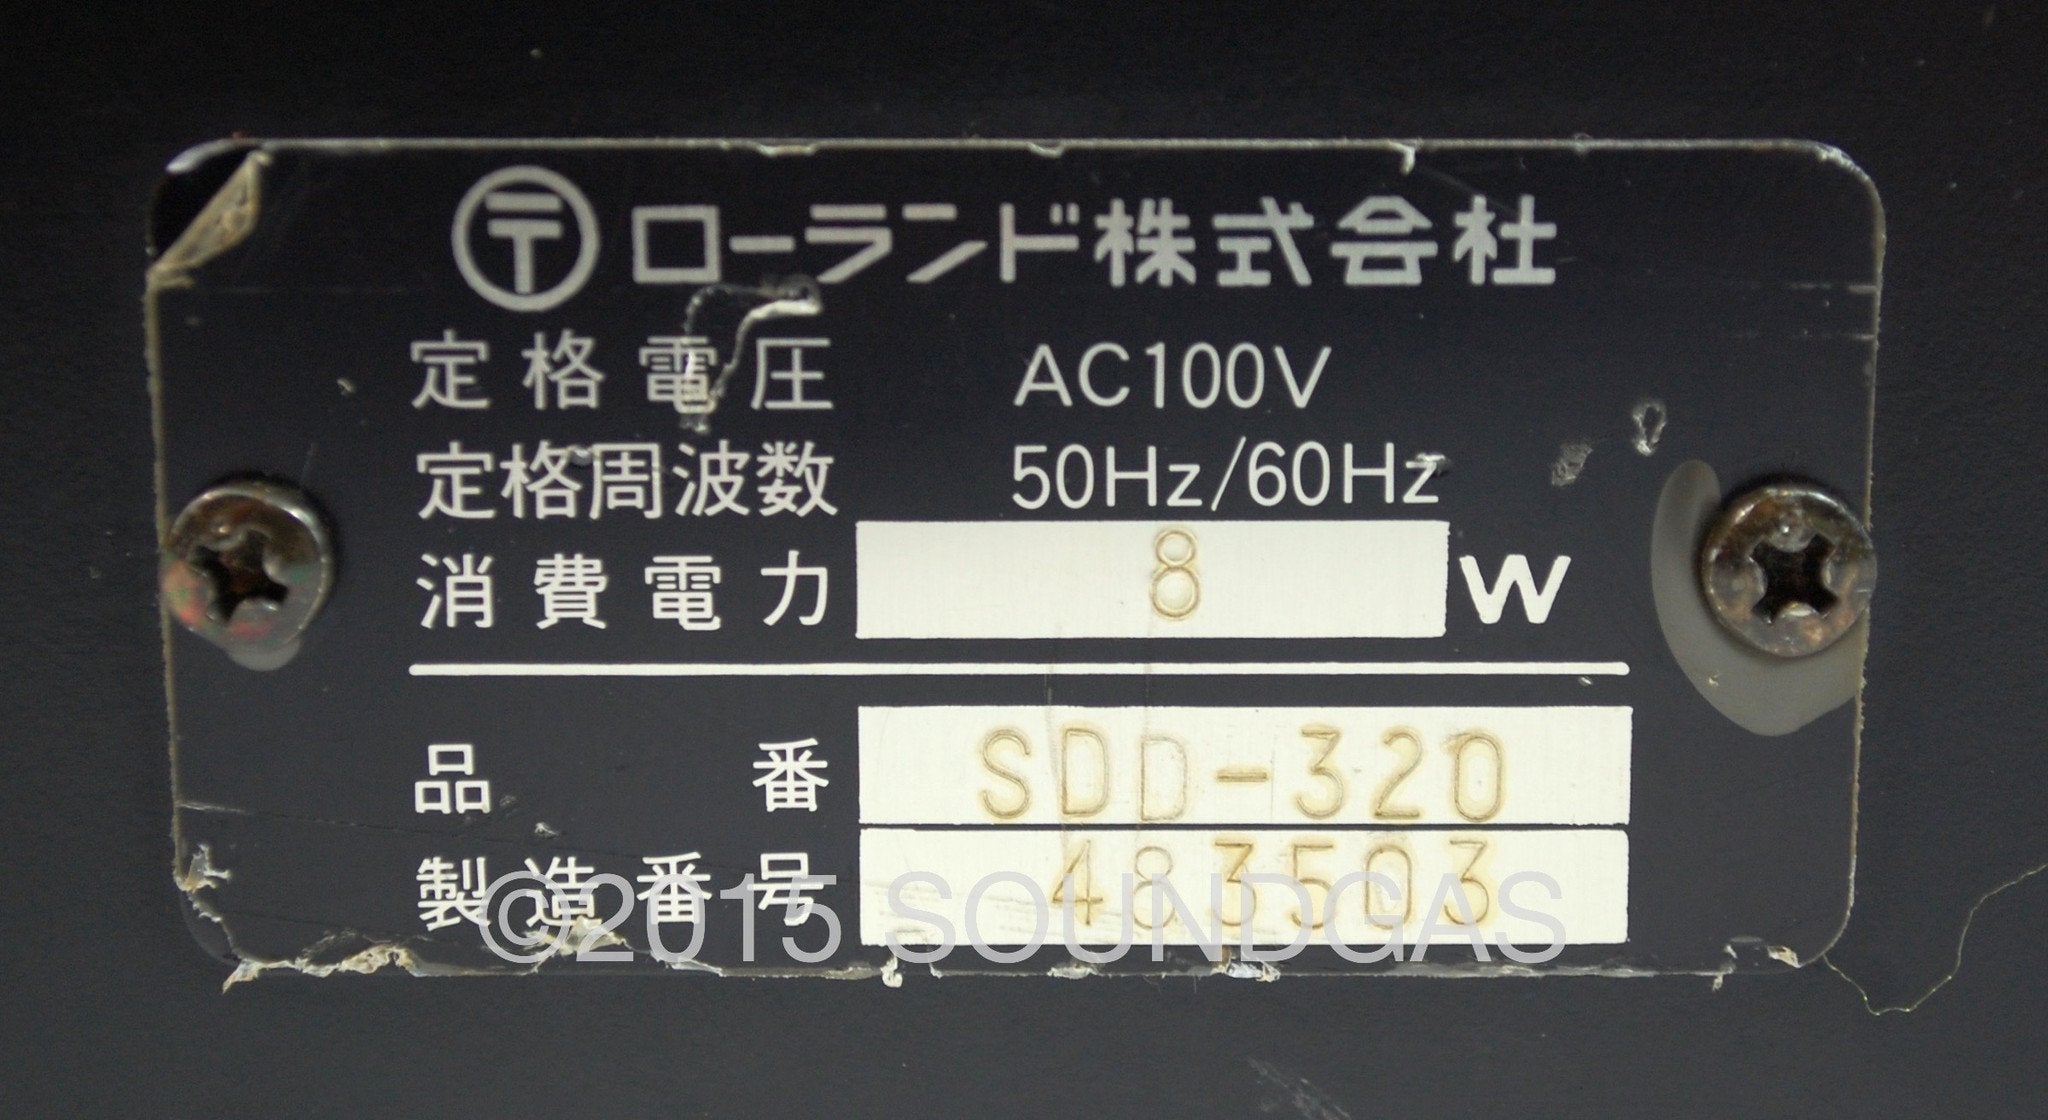 〒 ローランド株式会社
定格電圧 AC100V
定格周波数 50Hz/60Hz
消費電力 8 W
品番 SDD-320
製造番号 483503
©2015 SOUNDGAS